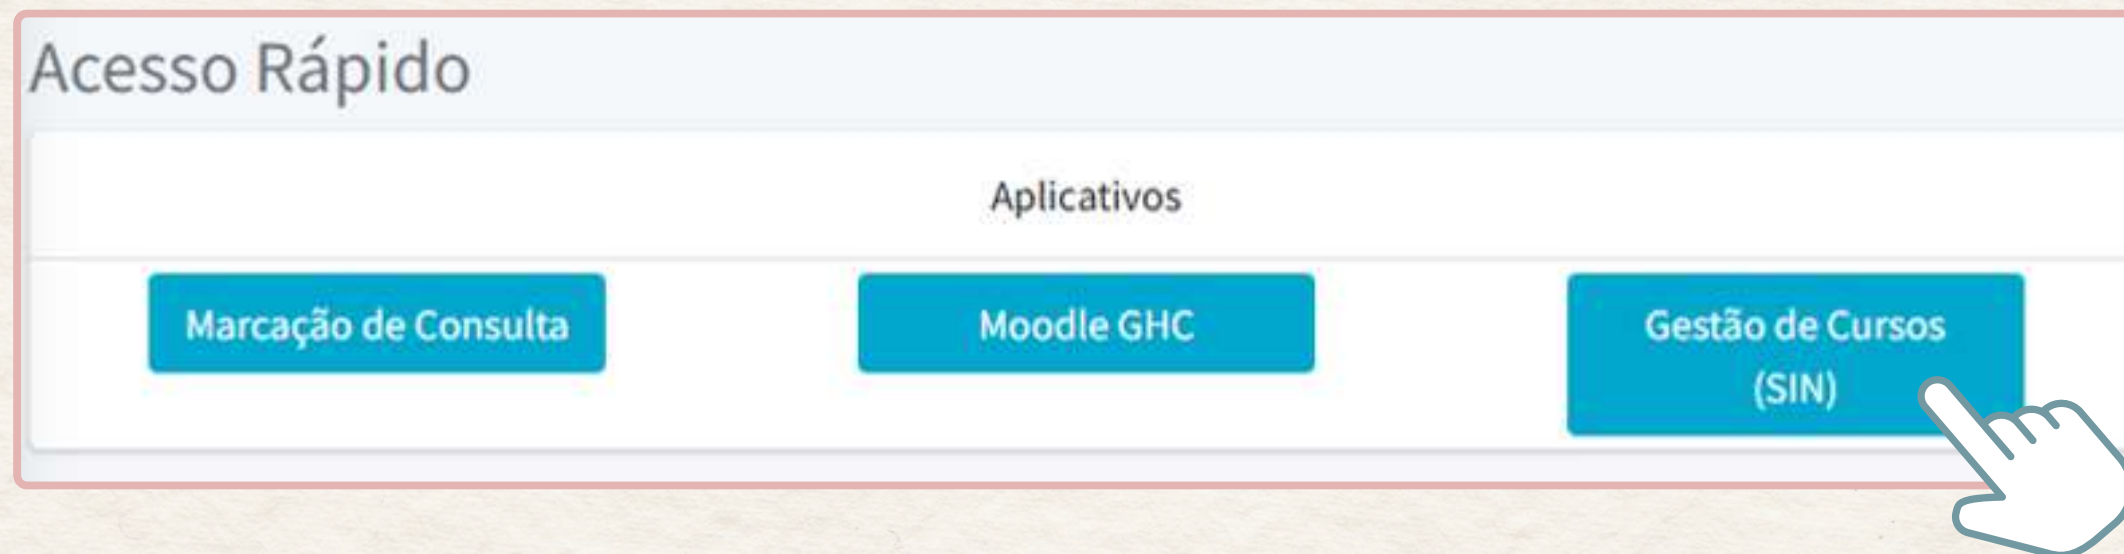 Acesso Rápido
Aplicativos
Marcação de Consulta
Moodle GHC
Gestão de Cursos
(SIN)